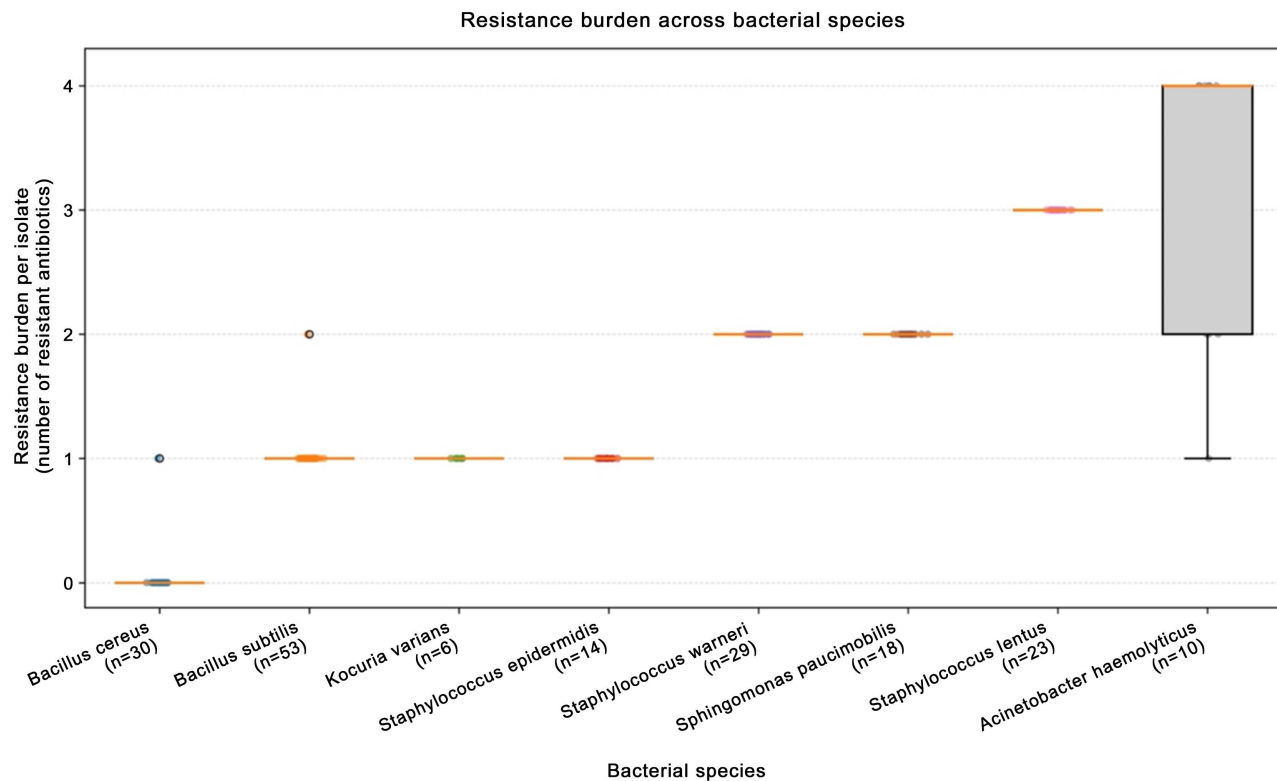 Resistance burden across bacterial species
Resistance burden per isolate
(number of resistant antibiotics)
4
3
2
1
0
Bacillus cereus
(n=30)
Bacillus subtilis
(n=53)
Kocuria varians
(n=6)
Staphylococcus epidermidis
(n=14)
Staphylococcus warneri
(n=29)
Sphingomonas paucimobilis
(n=18)
Staphylococcus lentus
(n=23)
Acinetobacter haemolyticus
(n=10)
Bacterial species